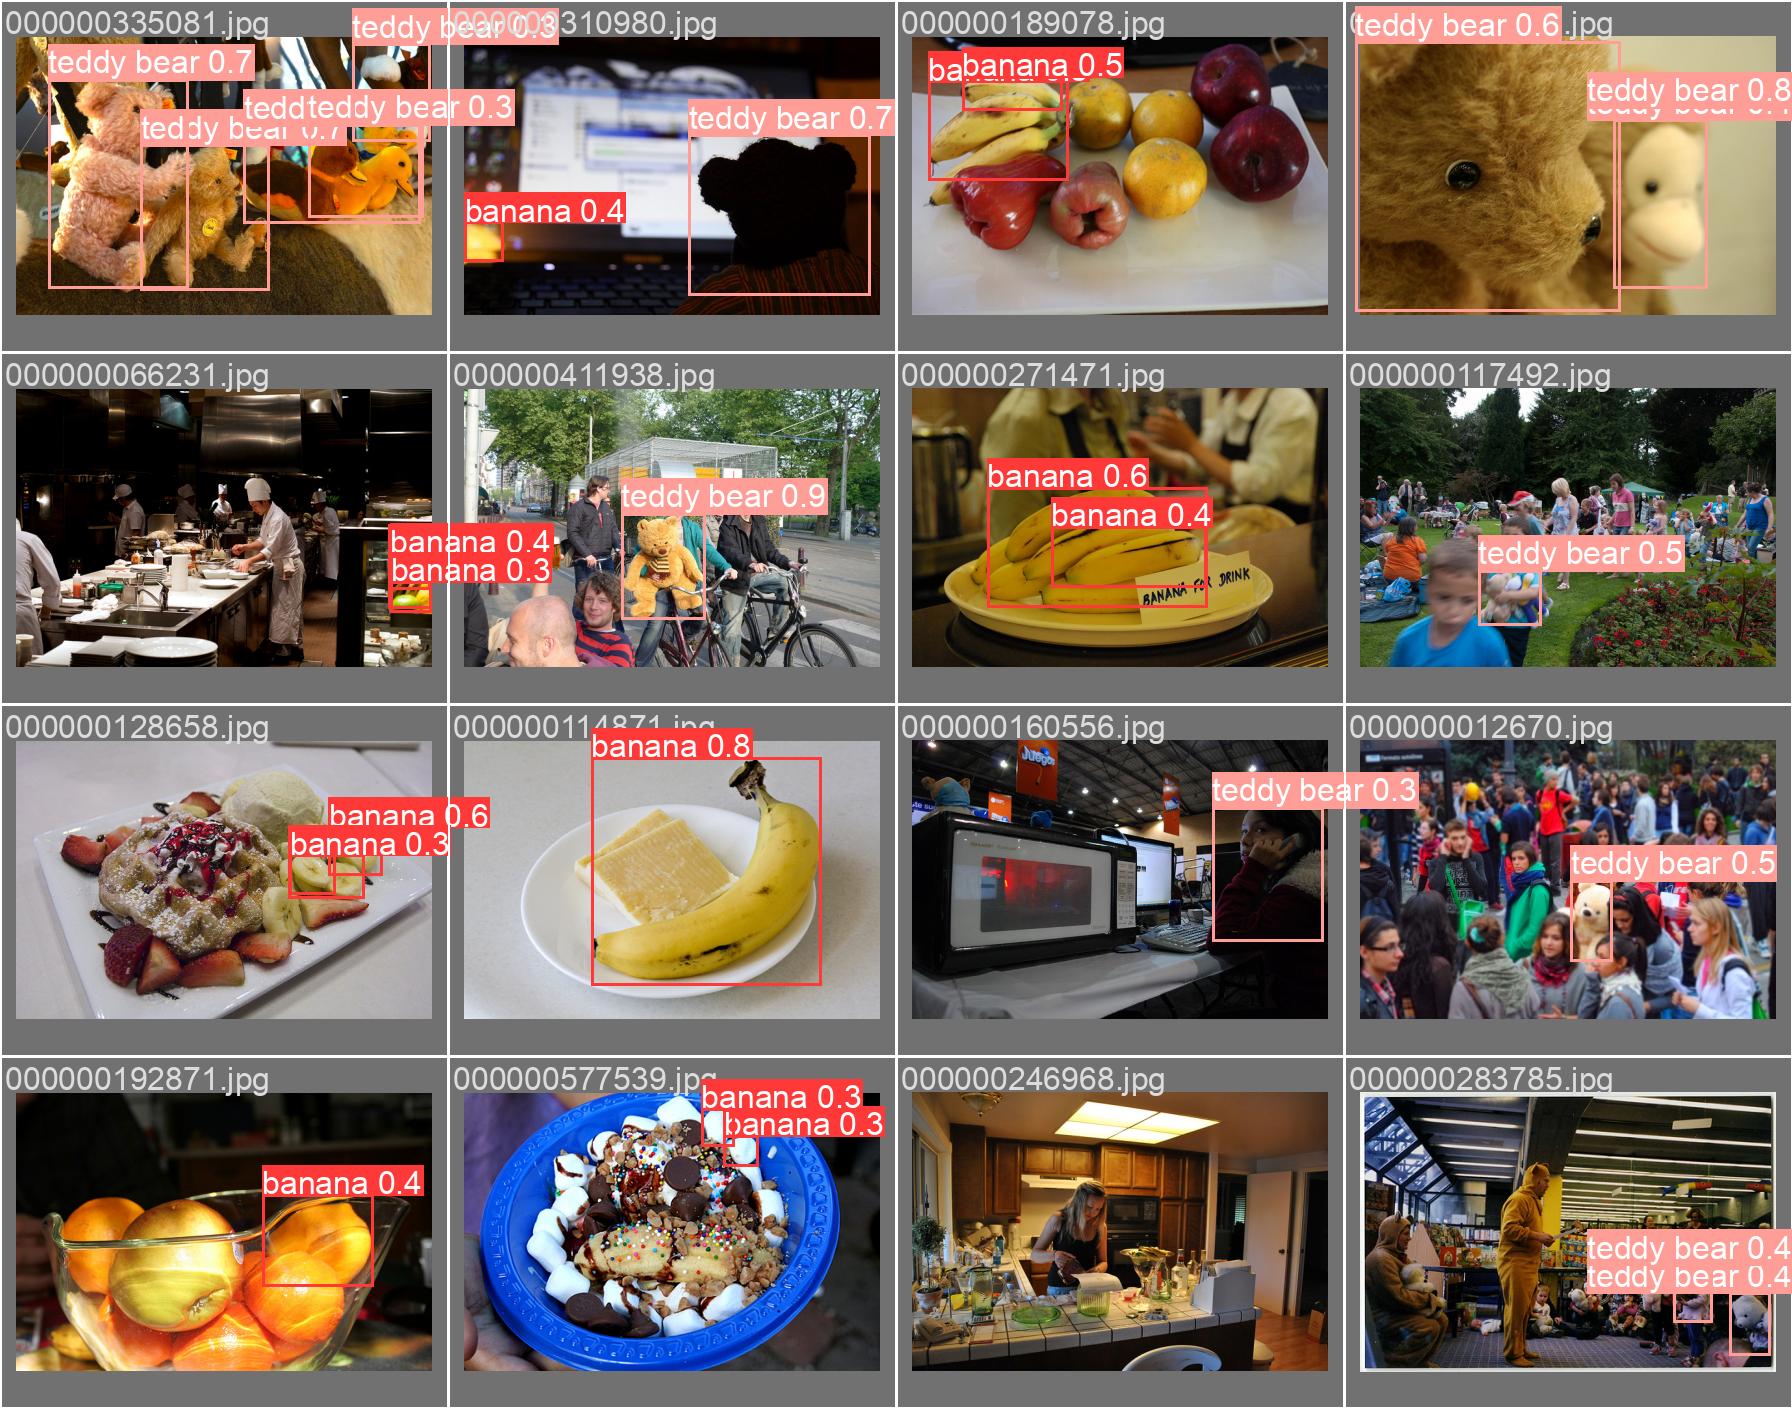 000000335081.jpg
teddy bear 0.3
teddy bear 0.7
teddy bear 0.3
teddy bear 0.7
310980.jpg
teddy bear 0.7
banana 0.4
000000189078.jpg
banana 0.5
.jpg
teddy bear 0.6
teddy bear 0.8
000000066231.jpg
banana 0.4
banana 0.3
000000411938.jpg
teddy bear 0.9
000000271471.jpg
banana 0.6
banana 0.4
BANANA FOR DRINK
000000117492.jpg
teddy bear 0.5
000000128658.jpg
banana 0.6
banana 0.3
000000114871.jpg
banana 0.8
000000160556.jpg
Juegos
teddy bear 0.3
000000012670.jpg
teddy bear 0.5
000000192871.jpg
banana 0.4
000000577539.jpg
banana 0.3
banana 0.3
000000246968.jpg
000000283785.jpg
teddy bear 0.4
teddy bear 0.4